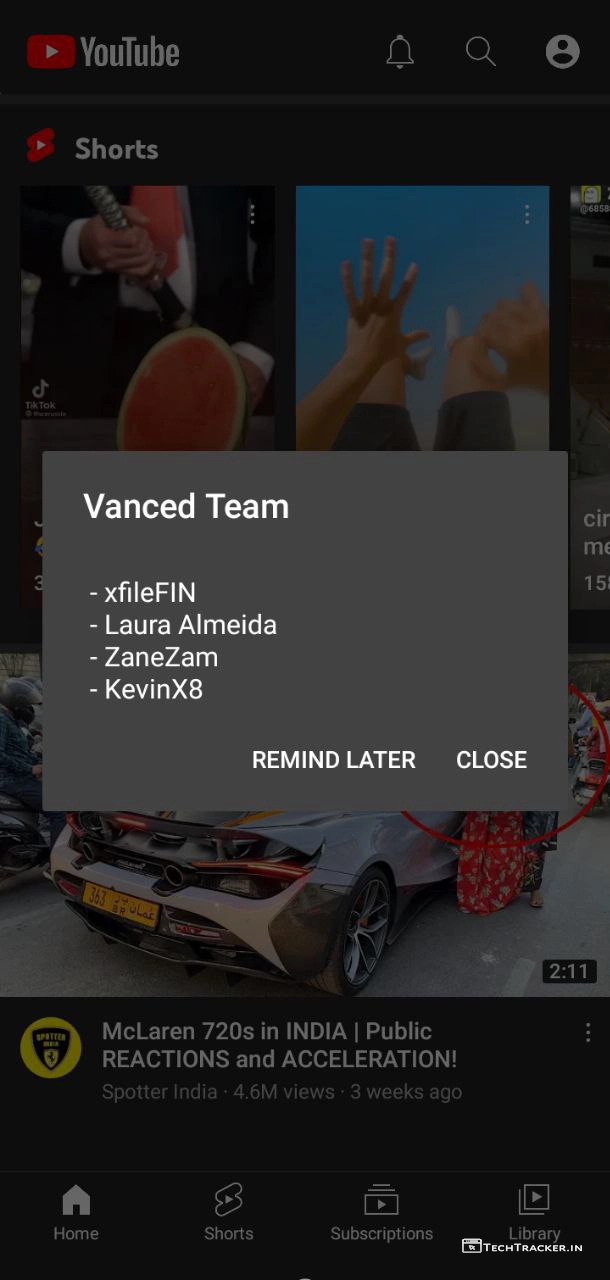 YouTube
Shorts
TikTok
Vanced Team
- xfileFIN
- Laura Almeida
- ZaneZam
- KevinX8
REMIND LATER CLOSE
cir
me
158
363
2:11
SPOTTER
INDIA
McLaren 720s in INDIA | Public
REACTIONS and ACCELERATION!
Spotter India · 4.6M views · 3 weeks ago
Home Shorts Subscriptions Library
TECHTRACKER.IN